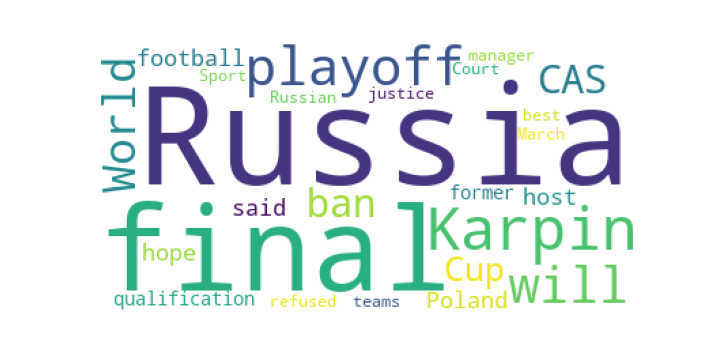 football
playoff
manager
Court
World
Sport
CAS
Russian
justice
Russia
best
March
former
host
said
ban
final
Karpin
hope
Cup
will
qualification
refused
teams
Poland